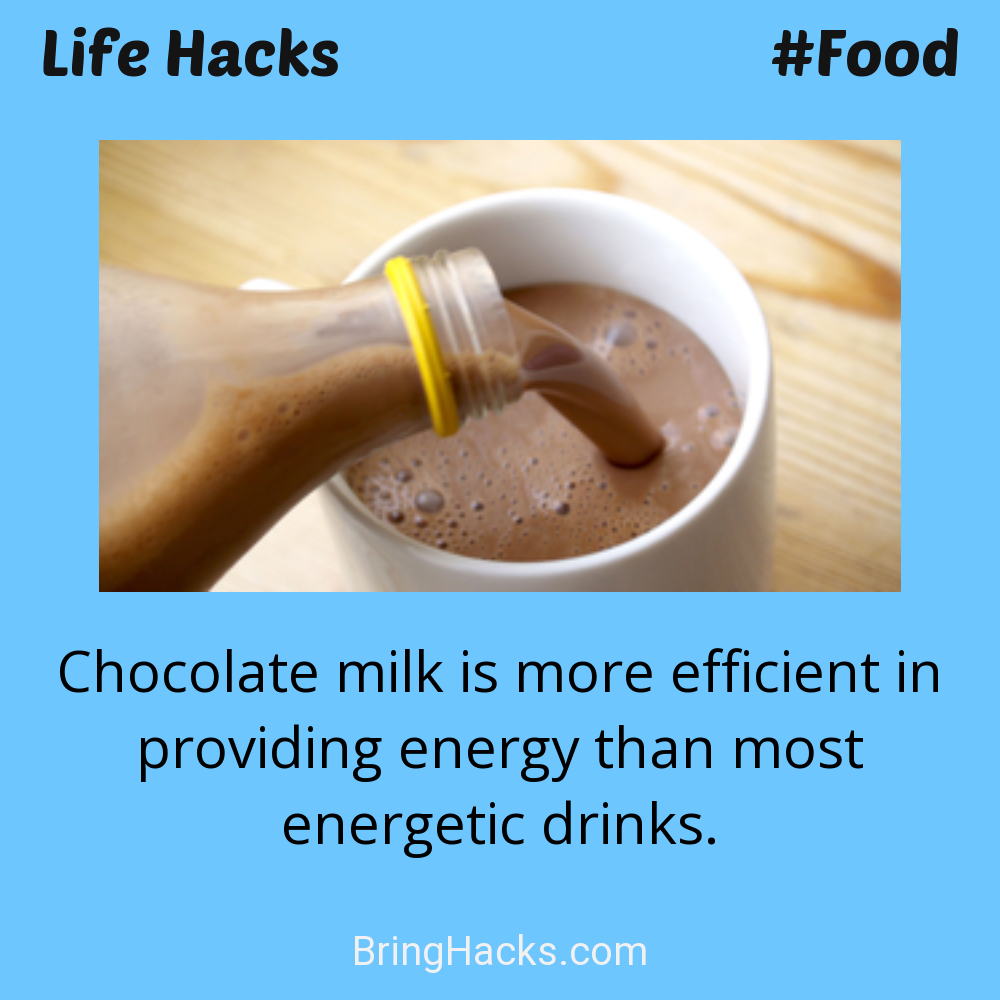 Life Hacks #Food
Chocolate milk is more efficient in
providing energy than most
energetic drinks.
BringHacks.com